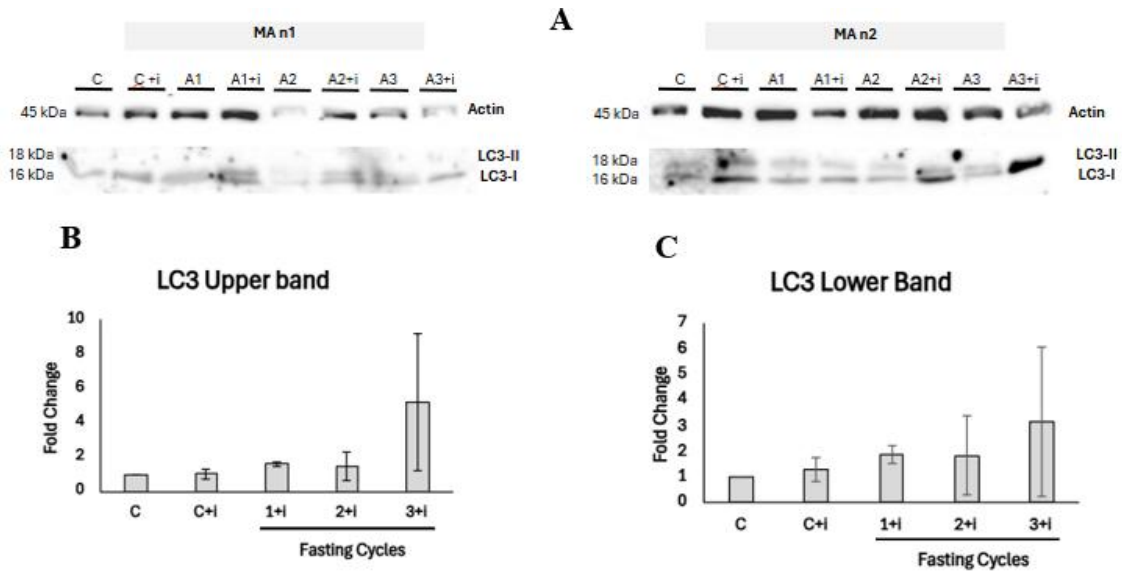 A
MA n1
C C +i A1 A1+i A2 A2+i A3 A3+i
45 kDa Actin
18 kDa LC3-II
16 kDa LC3-I
MA n2
C C +i A1 A1+i A2 A2+i A3 A3+i
45 kDa Actin
18 kDa LC3-II
16 kDa LC3-I
B
LC3 Upper band
Fold Change
10
8
6
4
2
0
C C+i 1+i 2+i 3+i
Fasting Cycles
C
LC3 Lower Band
Fold Change
7
6
5
4
3
2
1
0
C C+i 1+i 2+i 3+i
Fasting Cycles